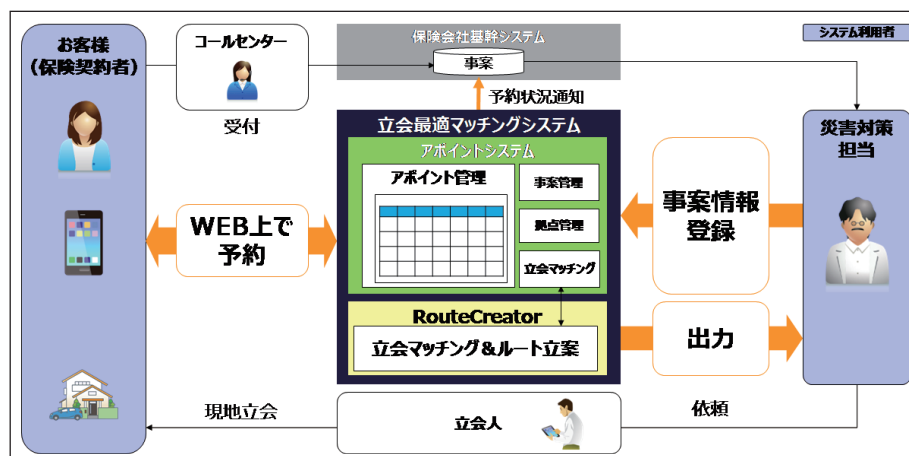 お客様
（保険契約者）
コールセンター
受付
保険会社基幹システム
事案
予約状況通知
システム利用者
災害対策
担当
立会最適マッチングシステム
アポイントシステム
アポイント管理
事案管理
拠点管理
立会マッチング
WEB上で
予約
事案情報
登録
RouteCreator
立会マッチング＆ルート立案
出力
現地立会
立会人
依頼